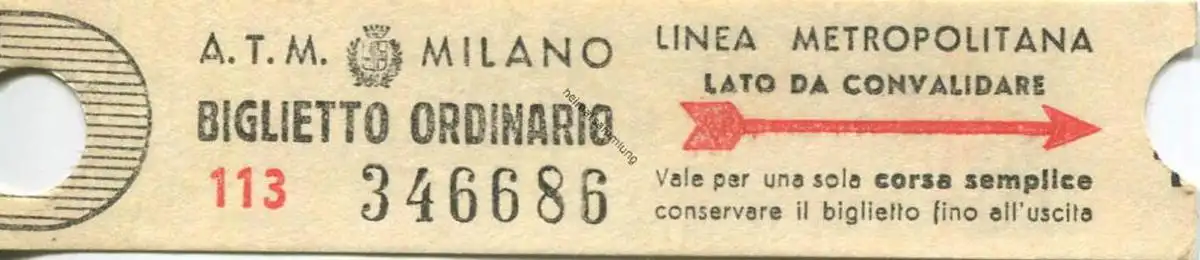 A.T.M. MILANO
BIGLIETTO ORDINARIO
113 346686
LINEA METROPOLITANA
LATO DA CONVALIDARE
Vale per una sola corsa semplice
conservare il biglietto fino all'uscita